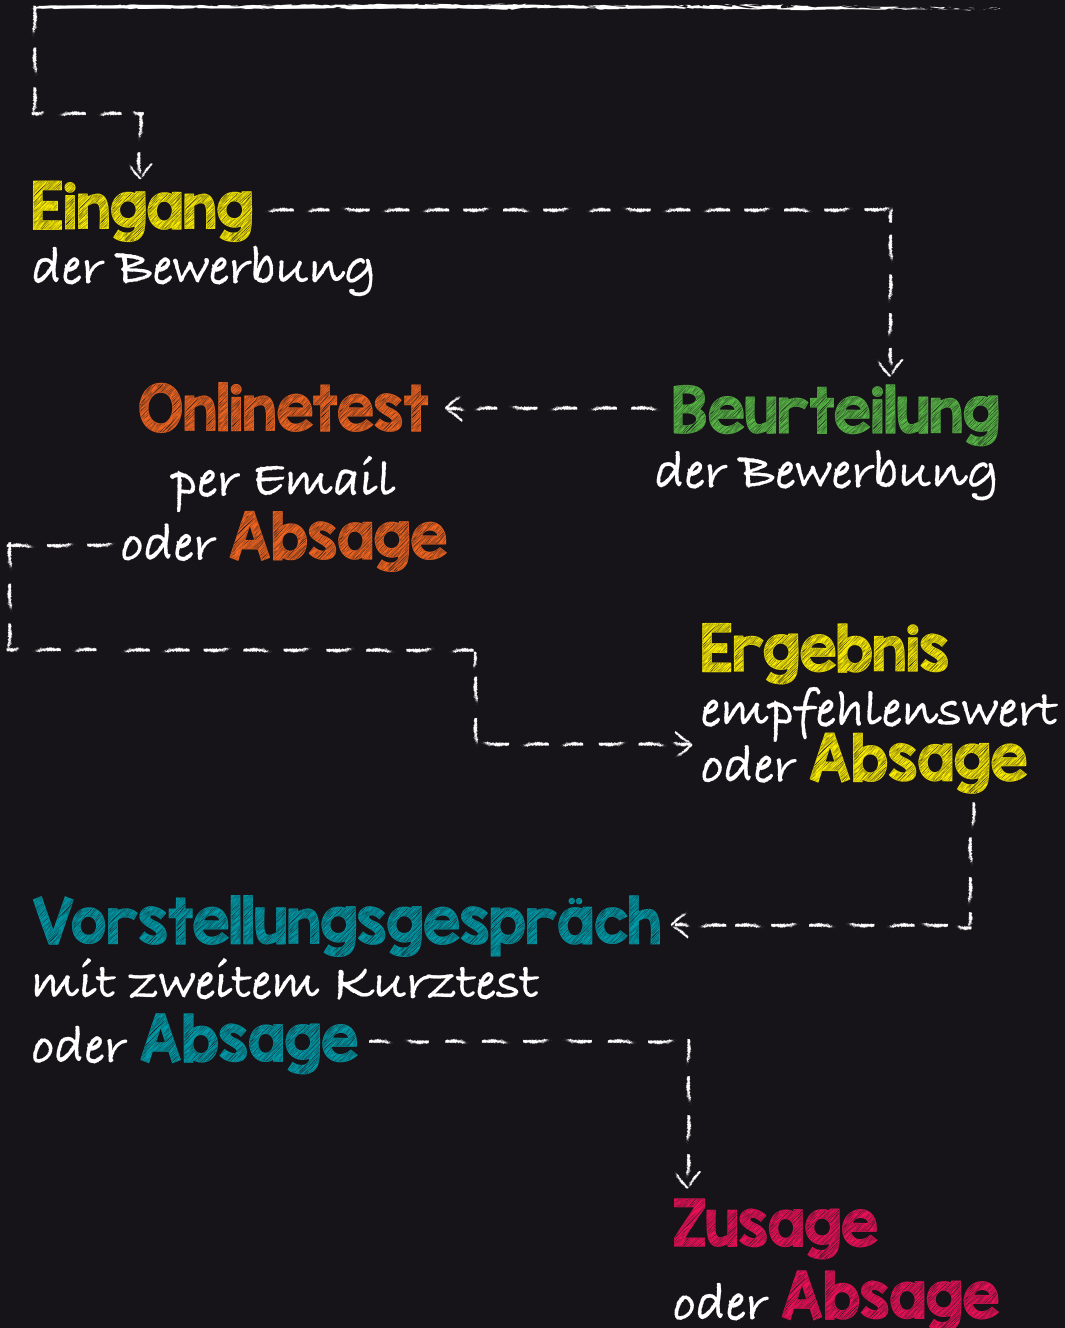 Eingang
der Bewerbung
Beurteilung
der Bewerbung
Onlinetest
per Email
oder Absage
Ergebnis
empfehlenswert
oder Absage
Vorstellungsgespräch
mit zweitem Kurztest
oder Absage
Zusage
oder Absage